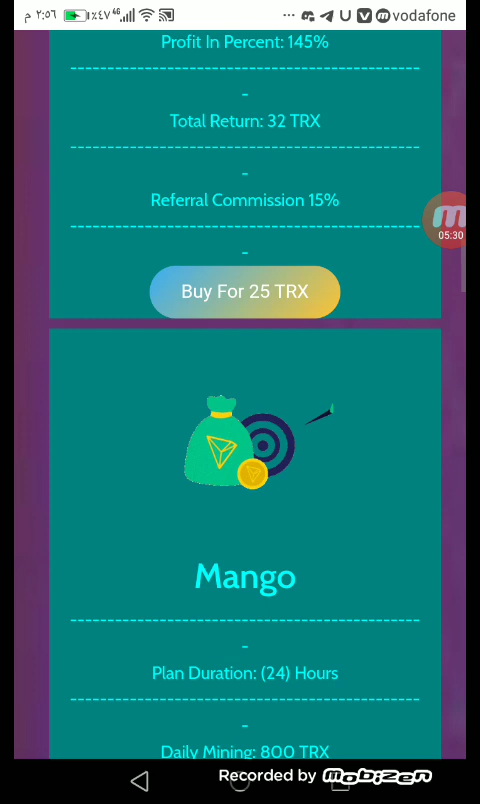 ٢:٥٦ م ٪٤٧ 4G vodafone
Profit In Percent: 145%
-----------------------------------------------
-
Total Return: 32 TRX
-----------------------------------------------
-
Referral Commission 15%
-----------------------------------------------
-
05:30
Buy For 25 TRX
Mango
-----------------------------------------------
-
Plan Duration: (24) Hours
-----------------------------------------------
-
Daily Mining: 800 TRX
Recorded by Mobizen